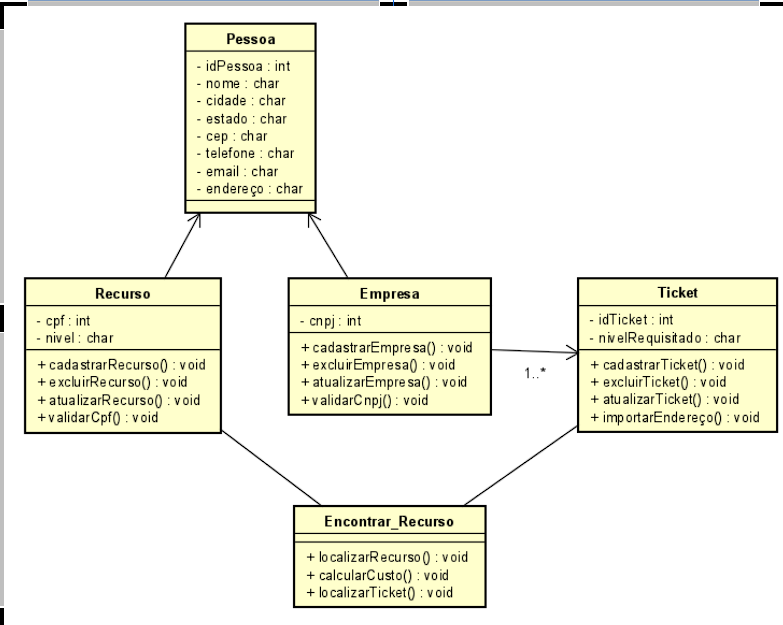 Pessoa
- idPessoa : int
- nome : char
- cidade : char
- estado : char
- cep : char
- telefone : char
- email : char
- endereço : char
Recurso
- cpf : int
- nivel : char
+ cadastrarRecurso() : void
+ excluirRecurso() : void
+ atualizarRecurso() : void
+ validarCpf() : void
Empresa
- cnpj : int
+ cadastrarEmpresa() : void
+ excluirEmpresa() : void
+ atualizarEmpresa() : void
+ validarCnpj() : void
1..*
Ticket
- idTicket : int
- nivelRequisitado : char
+ cadastrarTicket() : void
+ excluirTicket() : void
+ atualizarTicket() : void
+ importarEndereço() : void
Encontrar_Recurso
+ localizarRecurso() : void
+ calcularCusto() : void
+ localizarTicket() : void